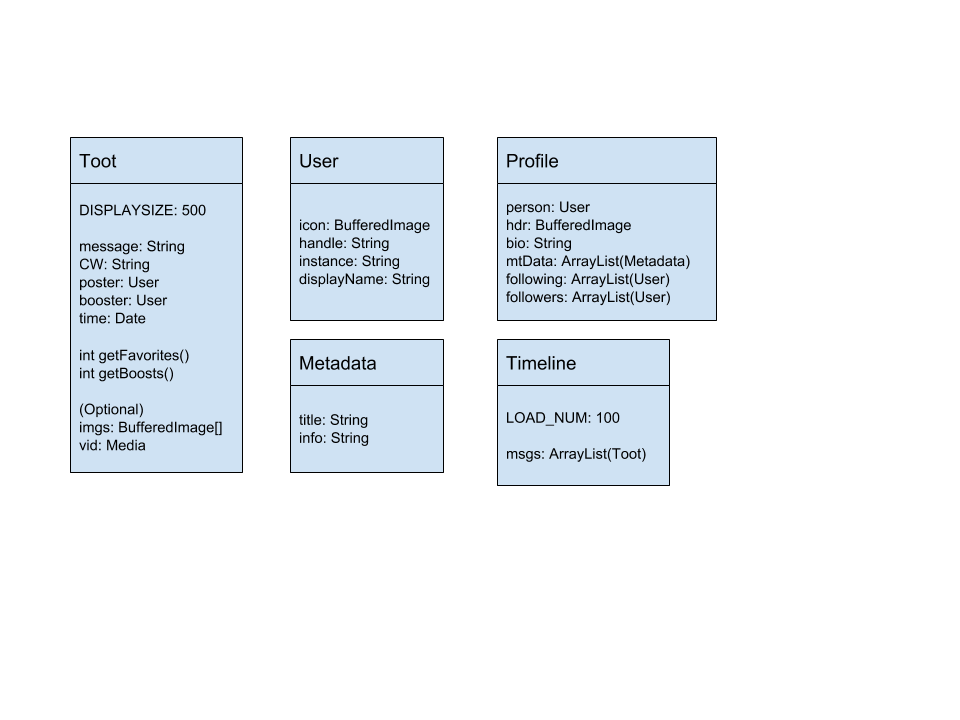 Toot
DISPLAYSIZE: 500
message: String
CW: String
poster: User
booster: User
time: Date
int getFavorites()
int getBoosts()
(Optional)
imgs: BufferedImage[]
vid: Media
User
icon: BufferedImage
handle: String
instance: String
displayName: String
Profile
person: User
hdr: BufferedImage
bio: String
mtData: ArrayList(Metadata)
following: ArrayList(User)
followers: ArrayList(User)
Metadata
title: String
info: String
Timeline
LOAD_NUM: 100
msgs: ArrayList(Toot)